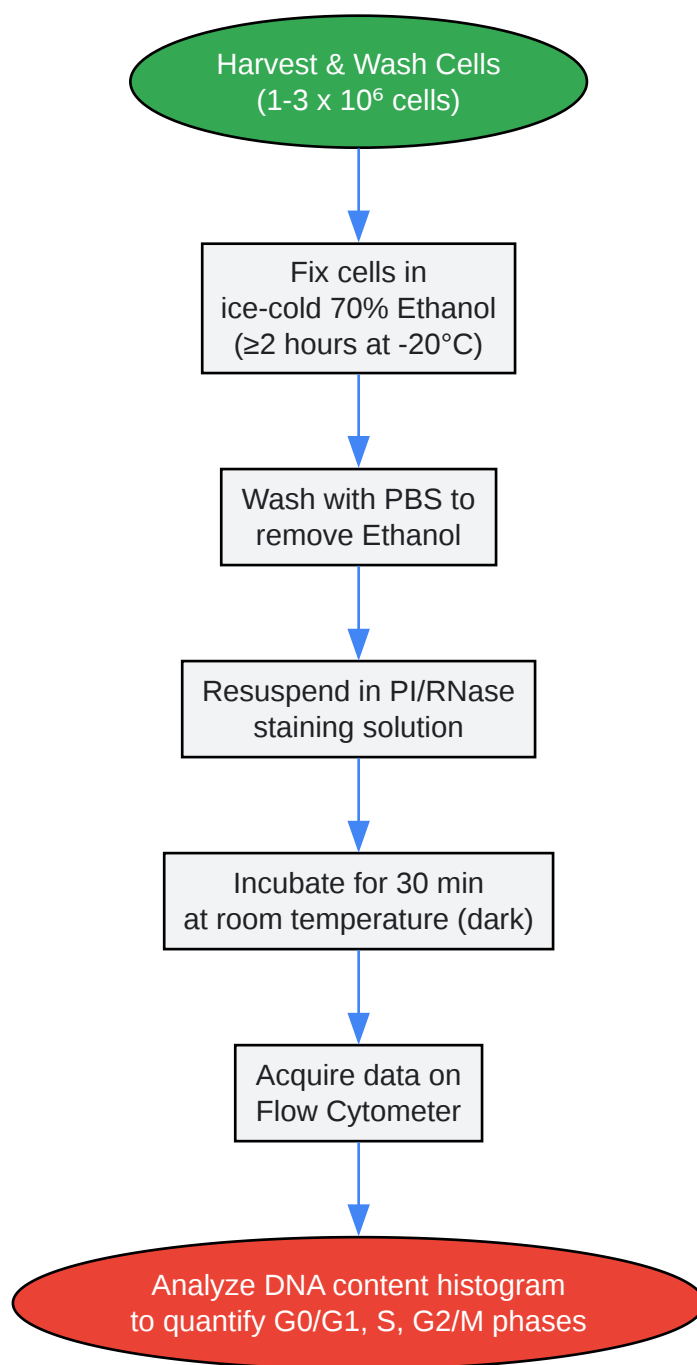 Harvest & Wash Cells
(1-3 x 10⁶ cells)
Fix cells in
ice-cold 70% Ethanol
(≥2 hours at -20°C)
Wash with PBS to
remove Ethanol
Resuspend in PI/RNase
staining solution
Incubate for 30 min
at room temperature (dark)
Acquire data on
Flow Cytometer
Analyze DNA content histogram
to quantify G0/G1, S, G2/M phases